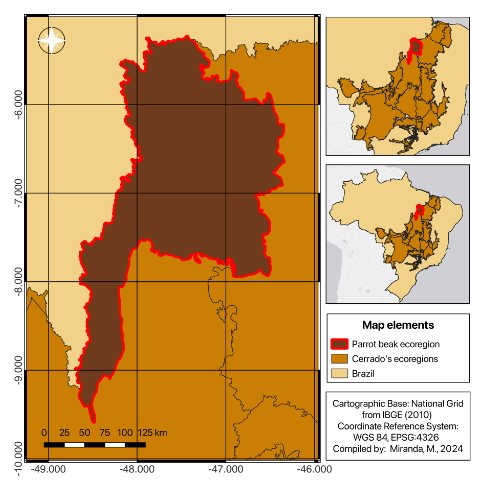 -6.000
-7.000
-8.000
-9.000
-10.000
0 25 50 75 100 125 km
-49.000 -48.000 -47.000 -46.000
Map elements
Parrot beak ecoregion
Cerrado's ecoregions
Brazil
Cartographic Base: National Grid
from IBGE (2010)
Coordinate Reference System:
WGS 84, EPSG:4326
Compiled by: Miranda, M., 2024